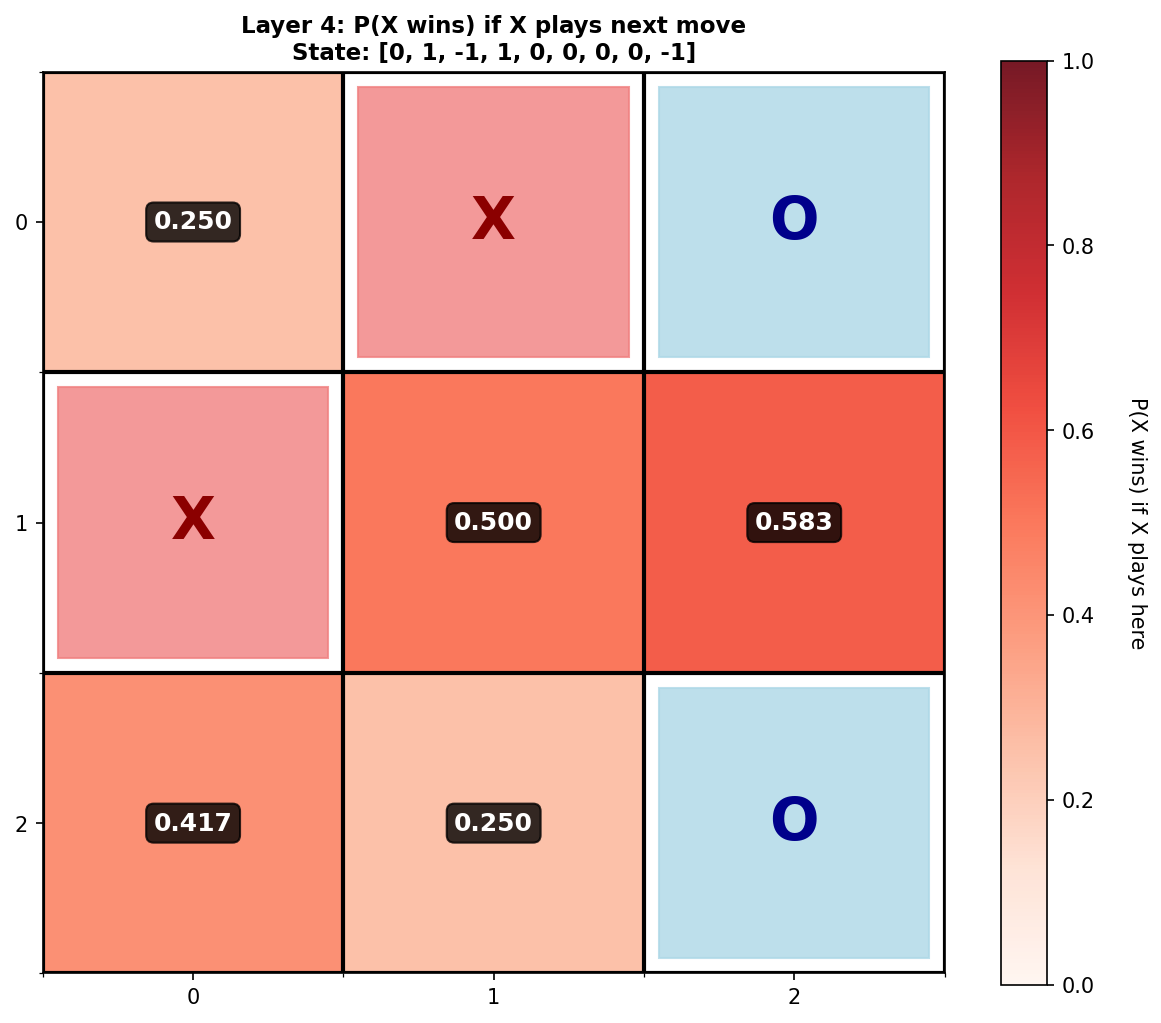 Layer 4: P(X wins) if X plays next move
State: [0, 1, -1, 1, 0, 0, 0, 0, -1]
0.250 X O
X 0.500 0.583
0.417 0.250 O
0
1
2
0 1 2
1.0
0.8
0.6
0.4
0.2
0.0
P(X wins) if X plays here